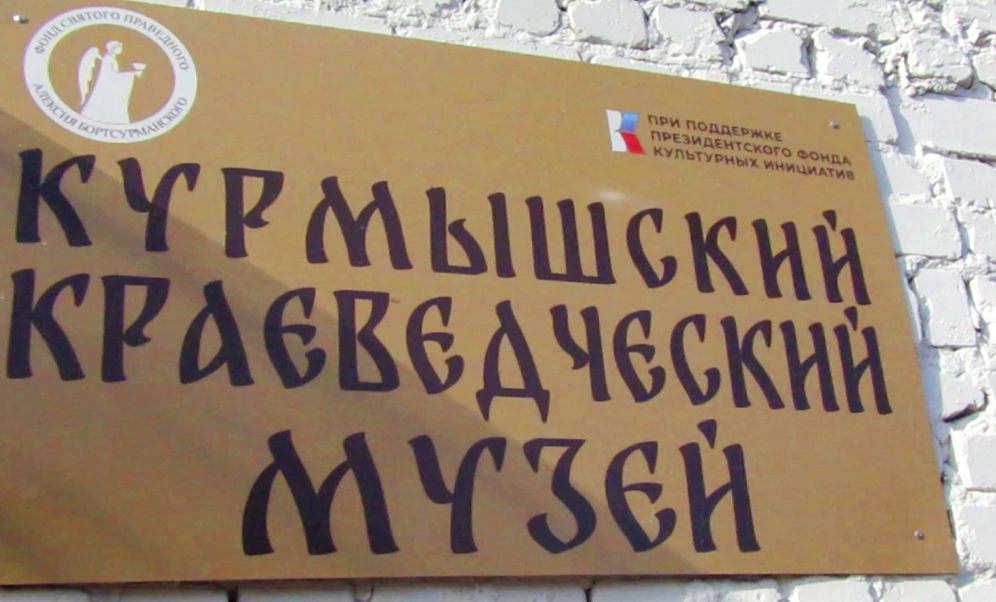 ФОНД СВЯТОГО ПРАВЕДНОГО
АЛЕКСИЯ БОРТСУРМАНСКОГО
ПРИ ПОДДЕРЖКЕ
ПРЕЗИДЕНТСКОГО ФОНДА
КУЛЬТУРНЫХ ИНИЦИАТИВ
КУРМЫШСКИЙ
КРАЕВЕДЧЕСКИЙ
МУЗЕЙ